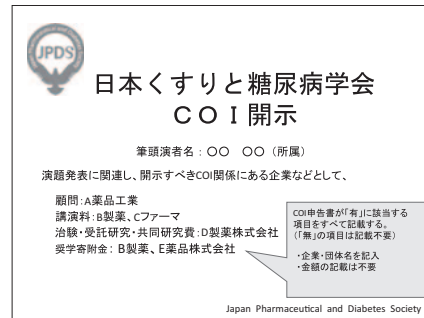 JPDS
日本くすりと糖尿病学会
ＣＯＩ開示
筆頭演者名：〇〇　〇〇（所属）
演題発表に関連し、開示すべきCOI関係にある企業などとして、
顧問：A薬品工業
講演料：B製薬、Cファーマ
治験・受託研究・共同研究費：D製薬株式会社
奨学寄附金： B製薬、E薬品株式会社
COI申告書が「有」に該当する
項目をすべて記載する。
（「無」の項目は記載不要）
・企業・団体名を記入
・金額の記載は不要
Japan Pharmaceutical and Diabetes Society